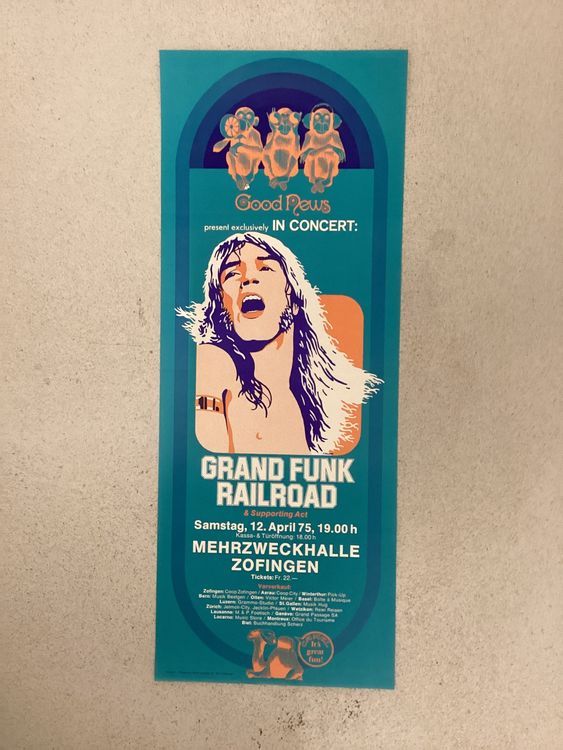 Good News
present exclusively IN CONCERT:
GRAND FUNK
RAILROAD
& Supporting Act
Samstag, 12. April 75, 19.00 h
Kassa- & Türöffnung: 18.00 h
MEHRZWECKHALLE
ZOFINGEN
Tickets: Fr. 22.—
Vorverkauf:
Zofingen: Coop Zofingen / Aarau: Coop City / Winterthur: Pick-Up
Bern: Musik Bestgen / Olten: Victor Meier / Basel: Boîte à Musique
Luzern: Grammo-Studio / St. Gallen: Musik Hug
Zürich: Jelmoli-City, Jecklin-Pfauen / Wetzikon: Rewi Reisen
Lausanne: M. & P. Foetisch / Genève: Grand Passage SA
Locarno: Music Store / Montreux: Office du Tourisme
Biel: Buchhandlung Scherz
It's
great
fun!